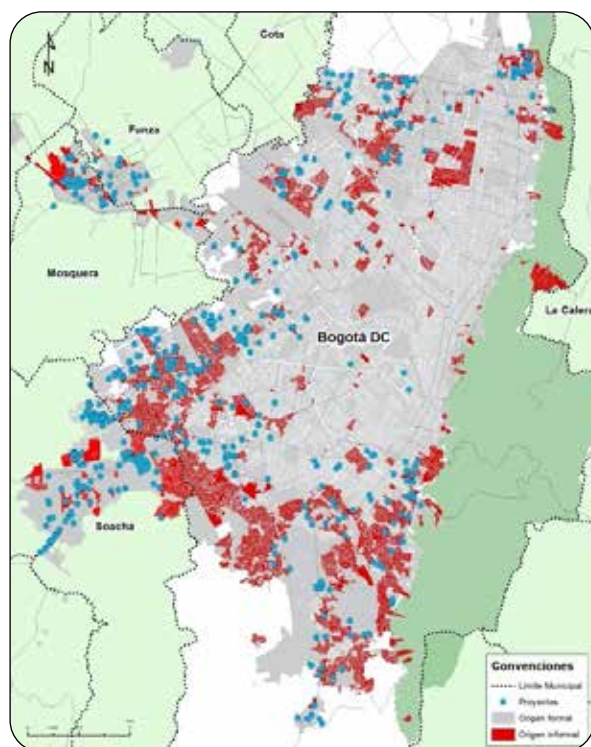 N
Cota
Funza
Mosquera
La Calera
Bogotá DC
Soacha
Convenciones
Límite Municipal
Proyectos
Origen formal
Origen informal